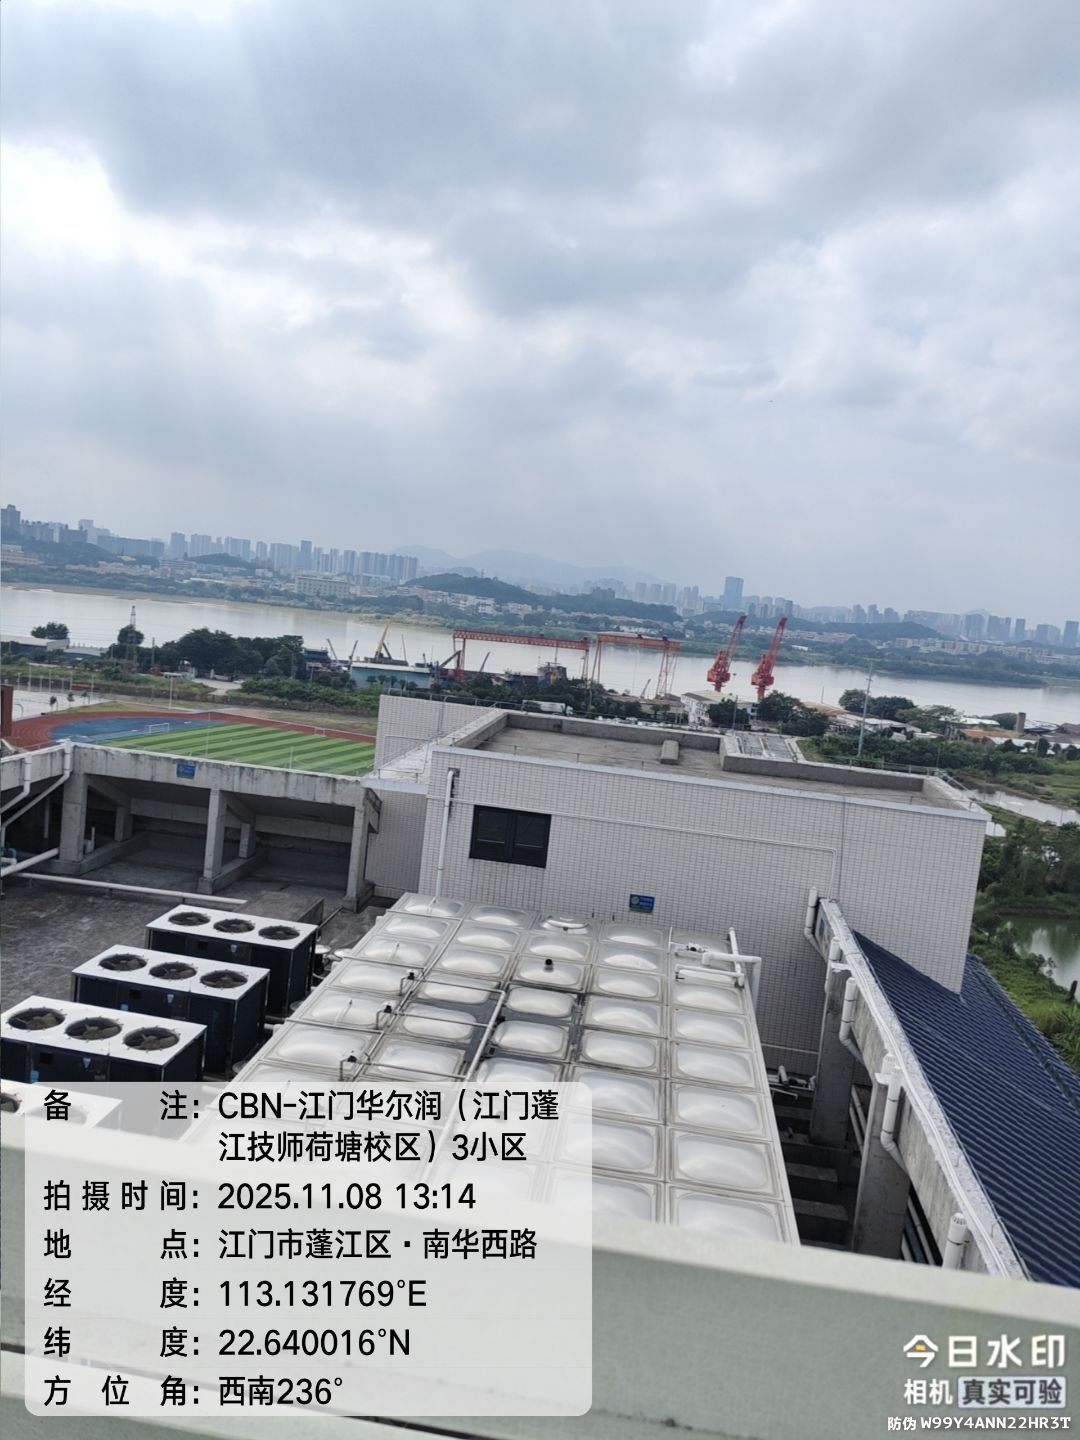 备注：CBN-江门华尔润（江门蓬
江技师荷塘校区）3小区
拍摄时间：2025.11.08 13:14
地点：江门市蓬江区·南华西路
经度：113.131769°E
纬度：22.640016°N
方位角：西南236°
今日水印
相机 真实可验
防伪 W99Y4ANN22HR3T